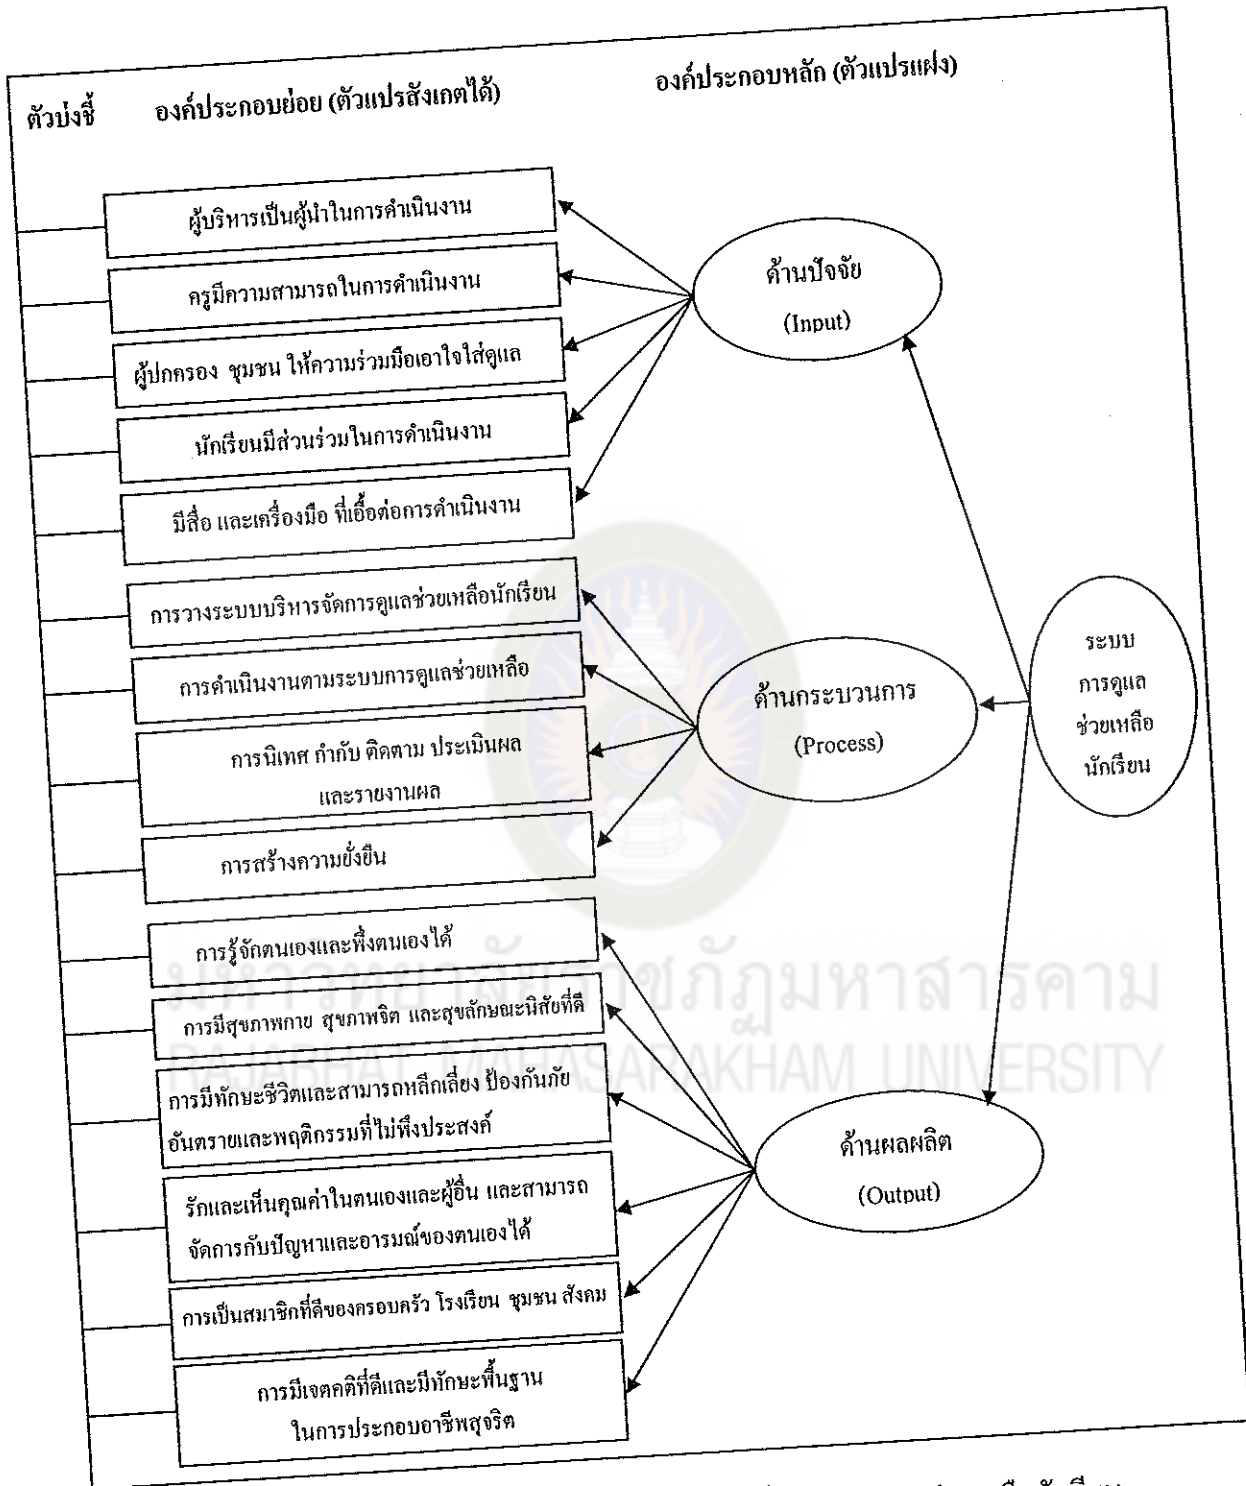 ตัวบ่งชี้
องค์ประกอบย่อย (ตัวแปรสังเกตได้)
องค์ประกอบหลัก (ตัวแปรแฝง)
ผู้บริหารเป็นผู้นำในการดำเนินงาน
ครูมีความสามารถในการดำเนินงาน
ผู้ปกครอง ชุมชน ให้ความร่วมมือเอาใจใส่ดูแล
นักเรียนมีส่วนร่วมในการดำเนินงาน
มีสื่อ และเครื่องมือ ที่เอื้อต่อการดำเนินงาน
ด้านปัจจัย
(Input)
การวางระบบบริหารจัดการดูแลช่วยเหลือนักเรียน
การดำเนินงานตามระบบการดูแลช่วยเหลือ
การนิเทศ กำกับ ติดตาม ประเมินผล
และรายงานผล
การสร้างความยั่งยืน
ด้านกระบวนการ
(Process)
ระบบ
การดูแล
ช่วยเหลือ
นักเรียน
การรู้จักตนเองและพึ่งตนเองได้
การมีสุขภาพกาย สุขภาพจิต และสุขลักษณะนิสัยที่ดี
การมีทักษะชีวิตและสามารถหลีกเลี่ยง ป้องกันภัย
อันตรายและพฤติกรรมที่ไม่พึงประสงค์
รักและเห็นคุณค่าในตนเองและผู้อื่น และสามารถ
จัดการกับปัญหาและอารมณ์ของตนเองได้
การเป็นสมาชิกที่ดีของครอบครัว โรงเรียน ชุมชน สังคม
การมีเจตคติที่ดีและมีทักษะพื้นฐาน
ในการประกอบอาชีพสุจริต
ด้านผลผลิต
(Output)
มหาวิทยาลัยราชภัฏมหาสารคาม
RAJABHAT MAHASARAKHAM UNIVERSITY